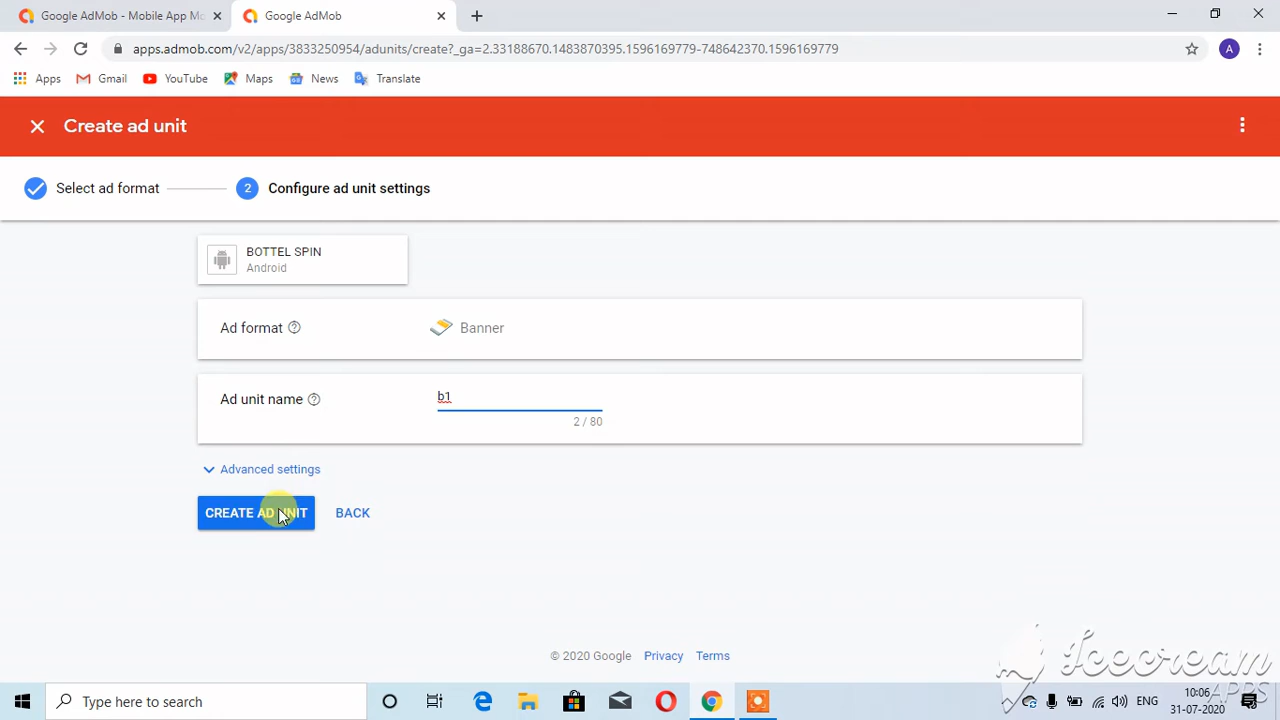 Google AdMob - Mobile App Mo
Google AdMob
apps.admob.com/v2/apps/3833250954/adunits/create?_ga=2.33188670.1483870395.1596169779-748642370.1596169779
A
Apps
Gmail
YouTube
Maps
News
Translate
Create ad unit
Select ad format
2
Configure ad unit settings
BOTTEL SPIN
Android
Ad format
Banner
Ad unit name
b1
2 / 80
Advanced settings
CREATE AD UNIT
BACK
© 2020 Google
Privacy
Terms
Icecream
APPS
Type here to search
ENG
10:06
31-07-2020